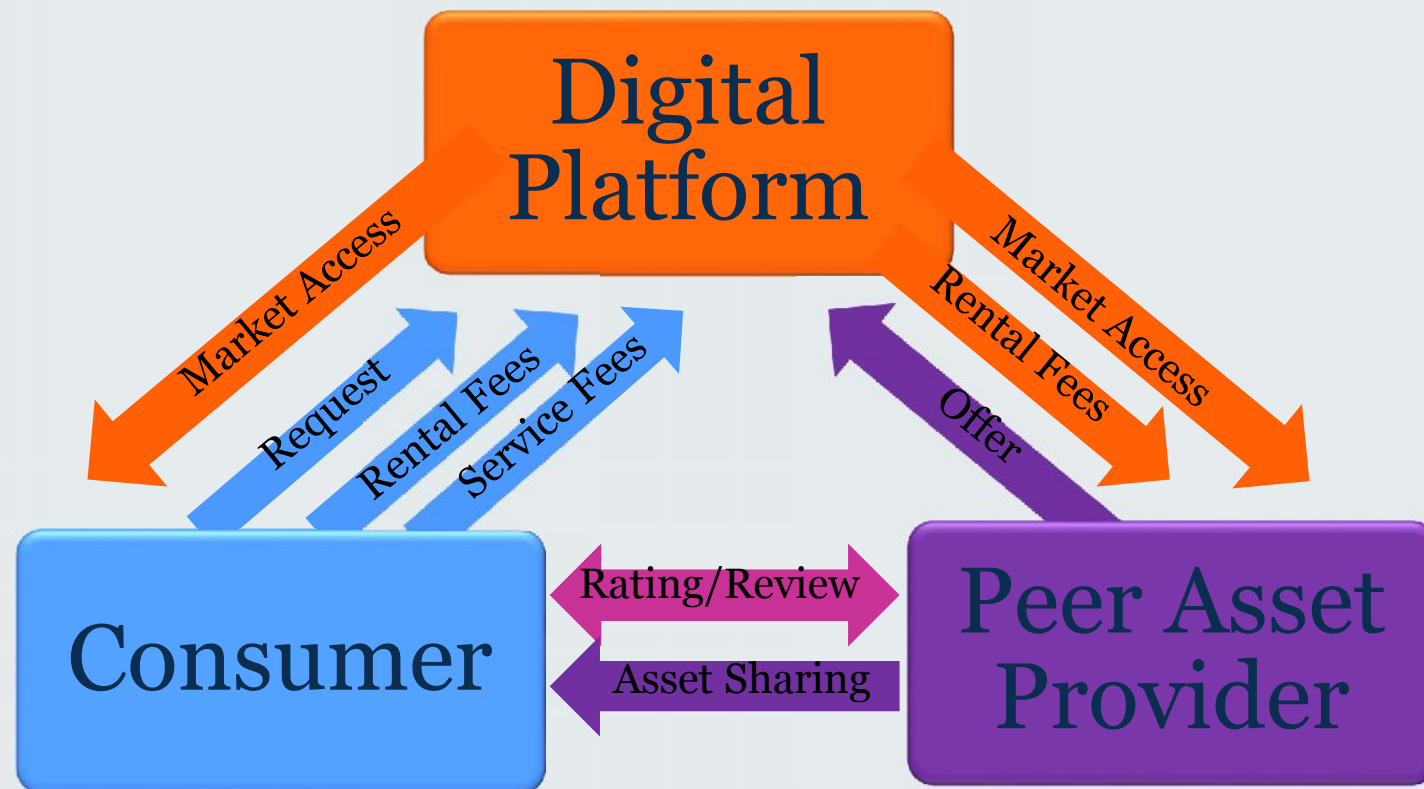 Digital
Platform
Market Access
Request
Rental Fees
Service Fees
Offer
Rental Fees
Market Access
Consumer
Rating/Review
Asset Sharing
Peer Asset
Provider